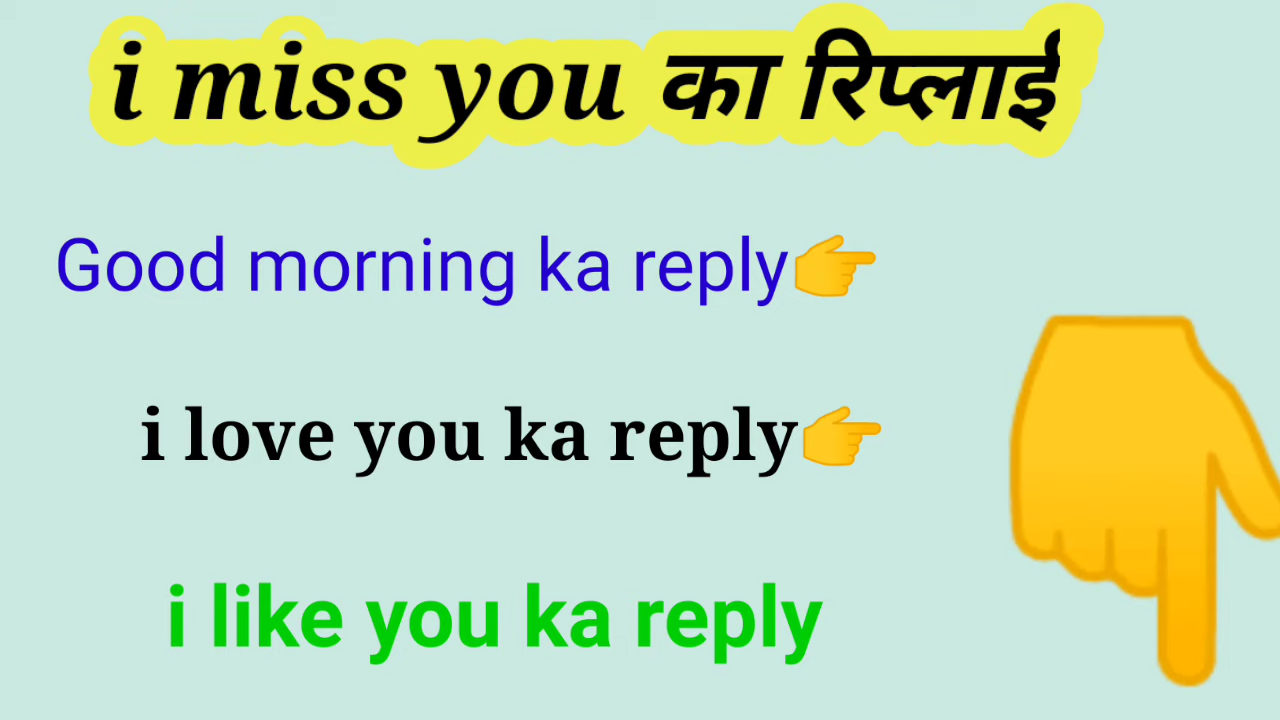 i miss you का रिप्लाई
Good morning ka reply👉
i love you ka reply👉
i like you ka reply